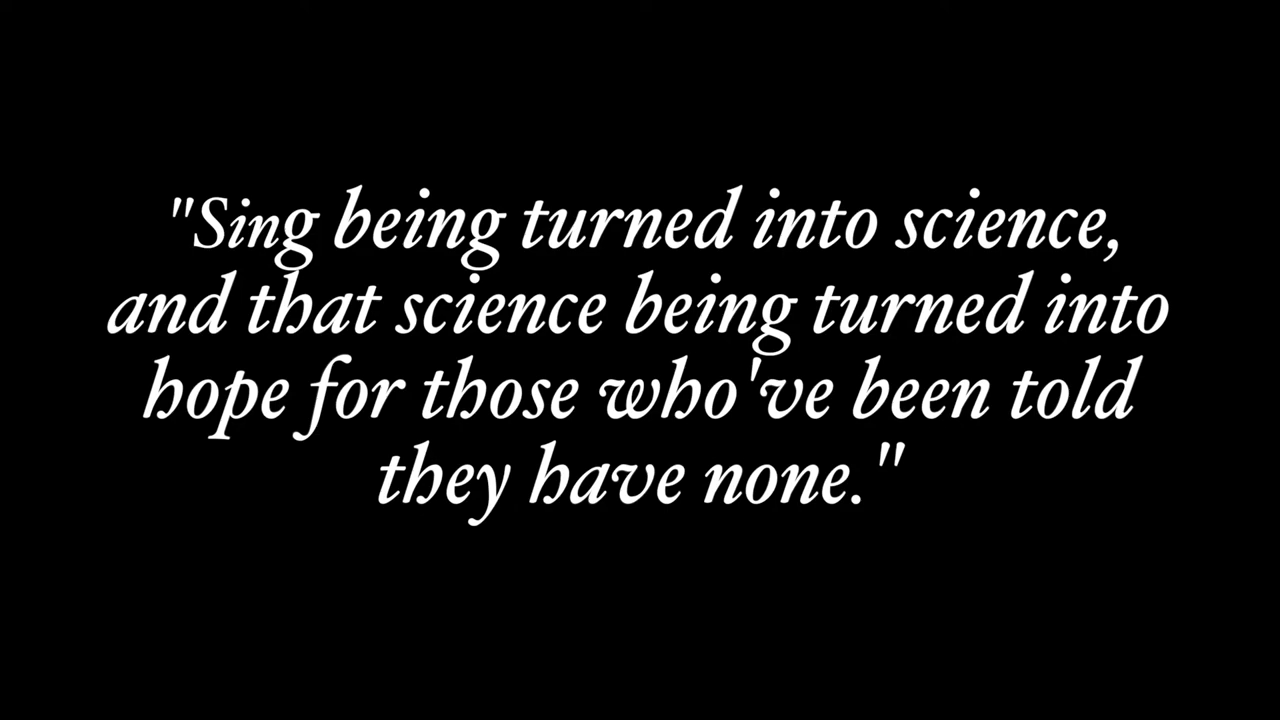 "Sing being turned into science,
and that science being turned into
hope for those who've been told
they have none."